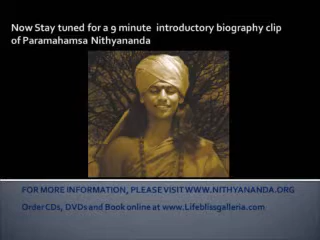 Now Stay tuned for a 9 minute introductory biography clip
of Paramahamsa Nithyananda
FOR MORE INFORMATION, PLEASE VISIT WWW.NITHYANANDA.ORG
Order CDs, DVDs and Book online at www.Lifeblissgalleria.com